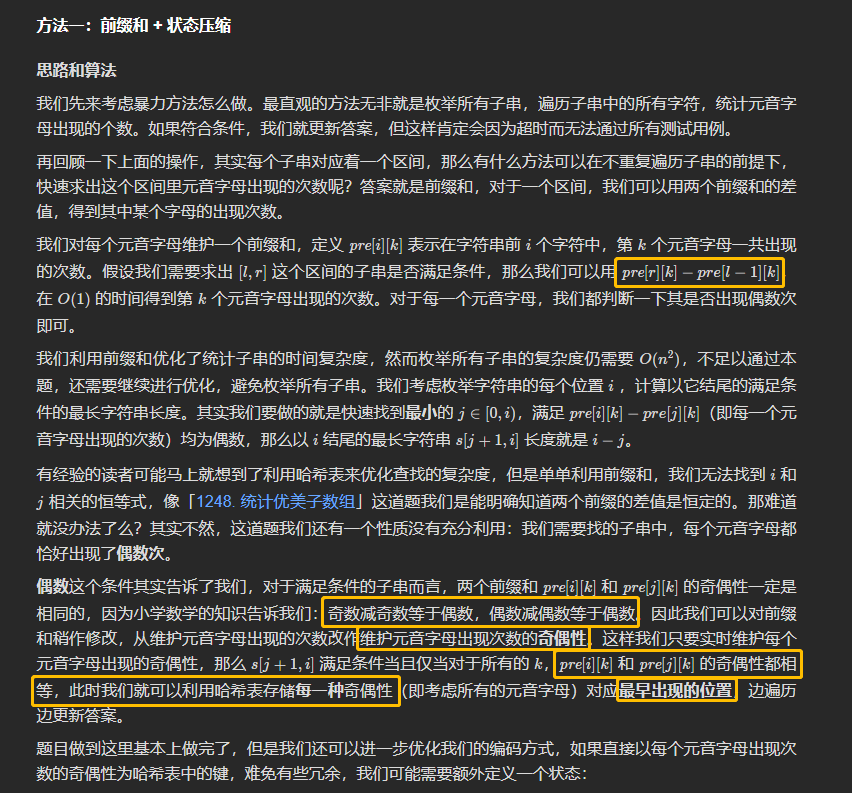 方法一：前缀和 + 状态压缩
思路和算法
我们先来考虑暴力方法怎么做。最直观的方法无非就是枚举所有子串，遍历子串中的所有字符，统计元音字
母出现的个数。如果符合条件，我们就更新答案，但这样肯定会因为超时而无法通过所有测试用例。
再回顾一下上面的操作，其实每个子串对应着一个区间，那么有什么方法可以在不重复遍历子串的前提下，
快速求出这个区间里元音字母出现的次数呢？答案就是前缀和，对于一个区间，我们可以用两个前缀和的差
值，得到其中某个字母的出现次数。
我们对每个元音字母维护一个前缀和，定义 pre[i][k] 表示在字符串前 i 个字符中，第 k 个元音字母一共出现
的次数。假设我们需要求出 [l, r] 这个区间的子串是否满足条件，那么我们可以用 pre[r][k] − pre[l − 1][k]，
在 O(1) 的时间得到第 k 个元音字母出现的次数。对于每一个元音字母，我们都判断一下其是否出现偶数次
即可。
我们利用前缀和优化了统计子串的时间复杂度，然而枚举所有子串的复杂度仍需要 O(n²)，不足以通过本
题，还需要继续进行优化，避免枚举所有子串。我们考虑枚举字符串的每个位置 i ，计算以它结尾的满足条
件的最长字符串长度。其实我们要做的就是快速找到最小的 j ∈ [0, i)，满足 pre[i][k] − pre[j][k]（即每一个元
音字母出现的次数）均为偶数，那么以 i 结尾的最长字符串 s[j + 1, i] 长度就是 i − j。
有经验的读者可能马上就想到了利用哈希表来优化查找的复杂度，但是单单利用前缀和，我们无法找到 i 和
j 相关的恒等式，像「1248. 统计优美子数组」这道题我们是能明确知道两个前缀的差值是恒定的。那难道
就没办法了么？其实不然，这道题我们还有一个性质没有充分利用：我们需要找的子串中，每个元音字母都
恰好出现了偶数次。
偶数这个条件其实告诉了我们，对于满足条件的子串而言，两个前缀和 pre[i][k] 和 pre[j][k] 的奇偶性一定是
相同的，因为小学数学的知识告诉我们：奇数减奇数等于偶数，偶数减偶数等于偶数。因此我们可以对前缀
和稍作修改，从维护元音字母出现的次数改作维护元音字母出现次数的奇偶性。这样我们只要实时维护每个
元音字母出现的奇偶性，那么 s[j + 1, i] 满足条件当且仅当对于所有的 k，pre[i][k] 和 pre[j][k] 的奇偶性都相
等，此时我们就可以利用哈希表存储每一种奇偶性（即考虑所有的元音字母）对应最早出现的位置，边遍历
边更新答案。
题目做到这里基本上做完了，但是我们还可以进一步优化我们的编码方式，如果直接以每个元音字母出现次
数的奇偶性为哈希表中的键，难免有些冗余，我们可能需要额外定义一个状态：